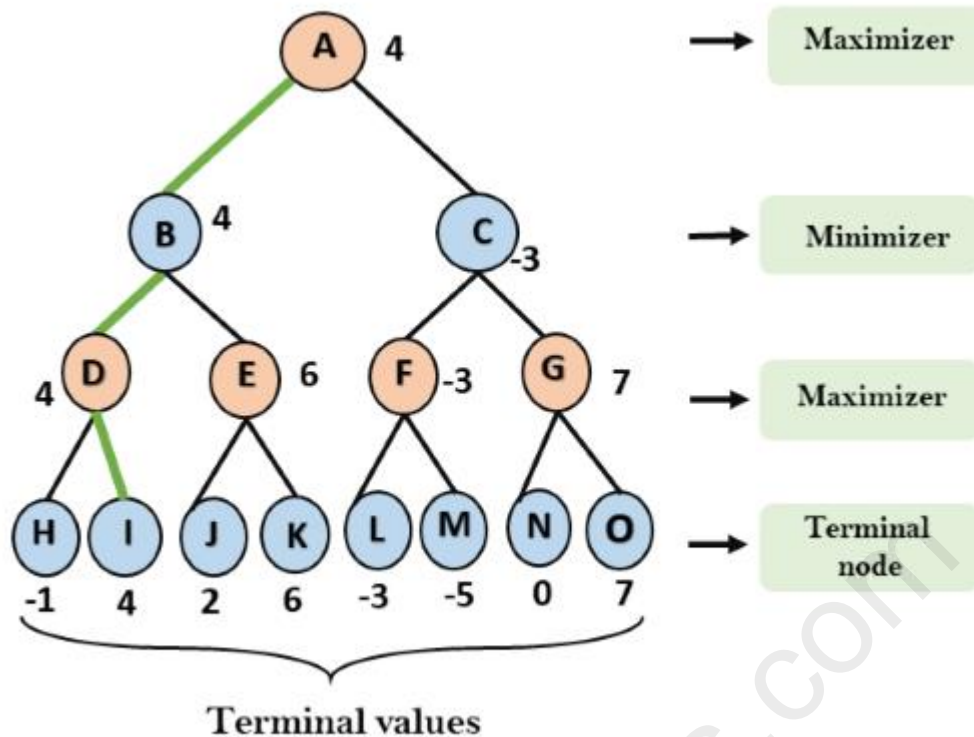 A 4
Maximizer
B 4
C -3
Minimizer
D 4
E 6
F -3
G 7
Maximizer
H I J K L M N O
Terminal
node
-1 4 2 6 -3 -5 0 7
Terminal values
s.com